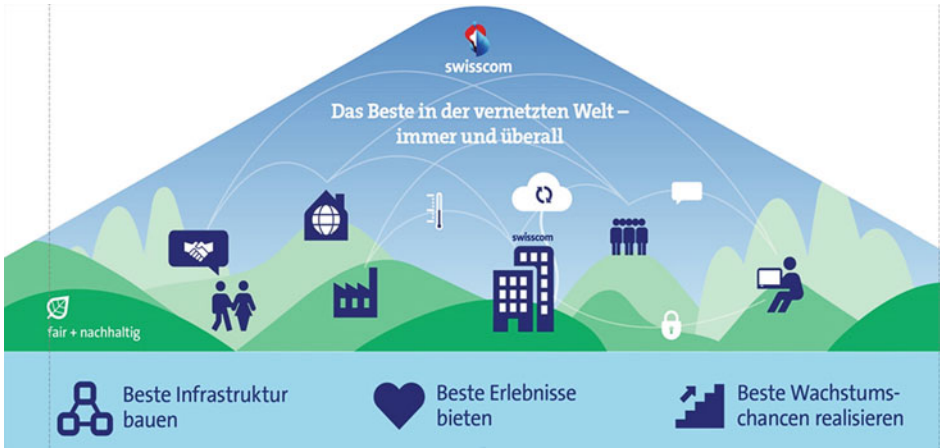 swisscom
Das Beste in der vernetzten Welt –
immer und überall
swisscom
fair + nachhaltig
Beste Infrastruktur
bauen
Beste Erlebnisse
bieten
Beste Wachstums-
chancen realisieren